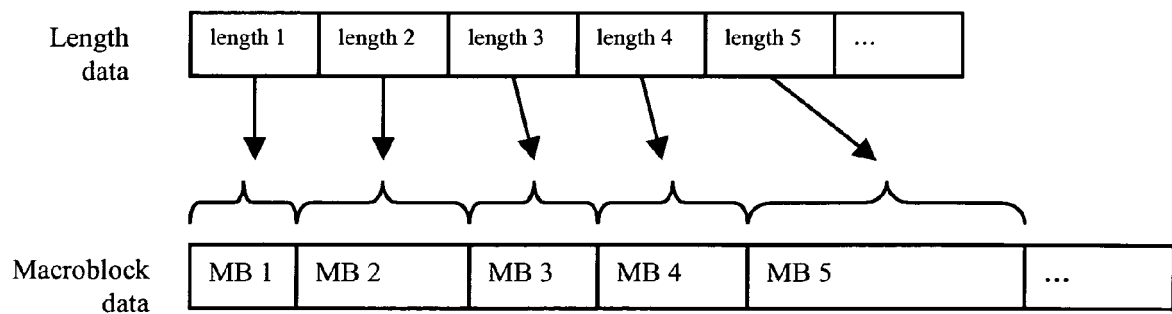 Length data
length 1 length 2 length 3 length 4 length 5 ...
Macroblock data
MB 1 MB 2 MB 3 MB 4 MB 5 ...